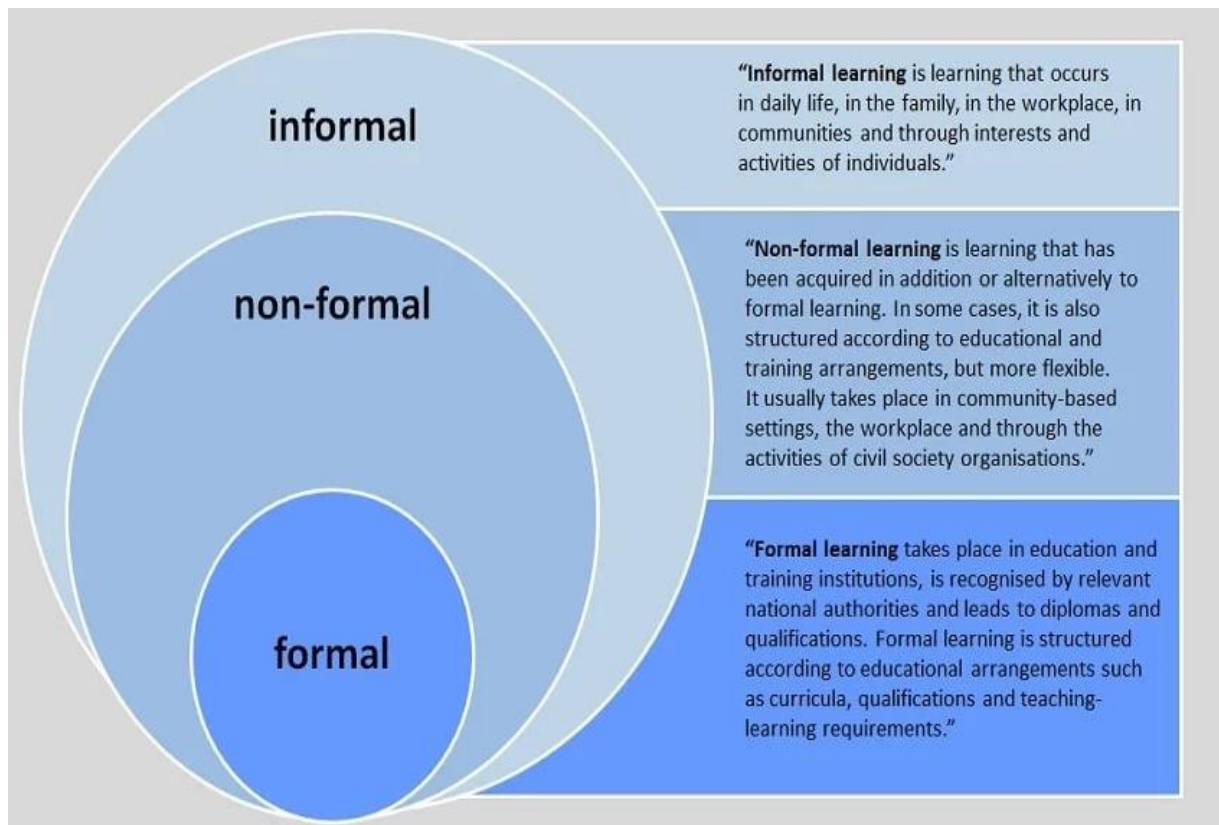 informal
“Informal learning is learning that occurs
in daily life, in the family, in the workplace, in
communities and through interests and
activities of individuals.”
non-formal
“Non-formal learning is learning that has
been acquired in addition or alternatively to
formal learning. In some cases, it is also
structured according to educational and
training arrangements, but more flexible.
It usually takes place in community-based
settings, the workplace and through the
activities of civil society organisations.”
formal
“Formal learning takes place in education and
training institutions, is recognised by relevant
national authorities and leads to diplomas and
qualifications. Formal learning is structured
according to educational arrangements such
as curricula, qualifications and teaching-
learning requirements.”